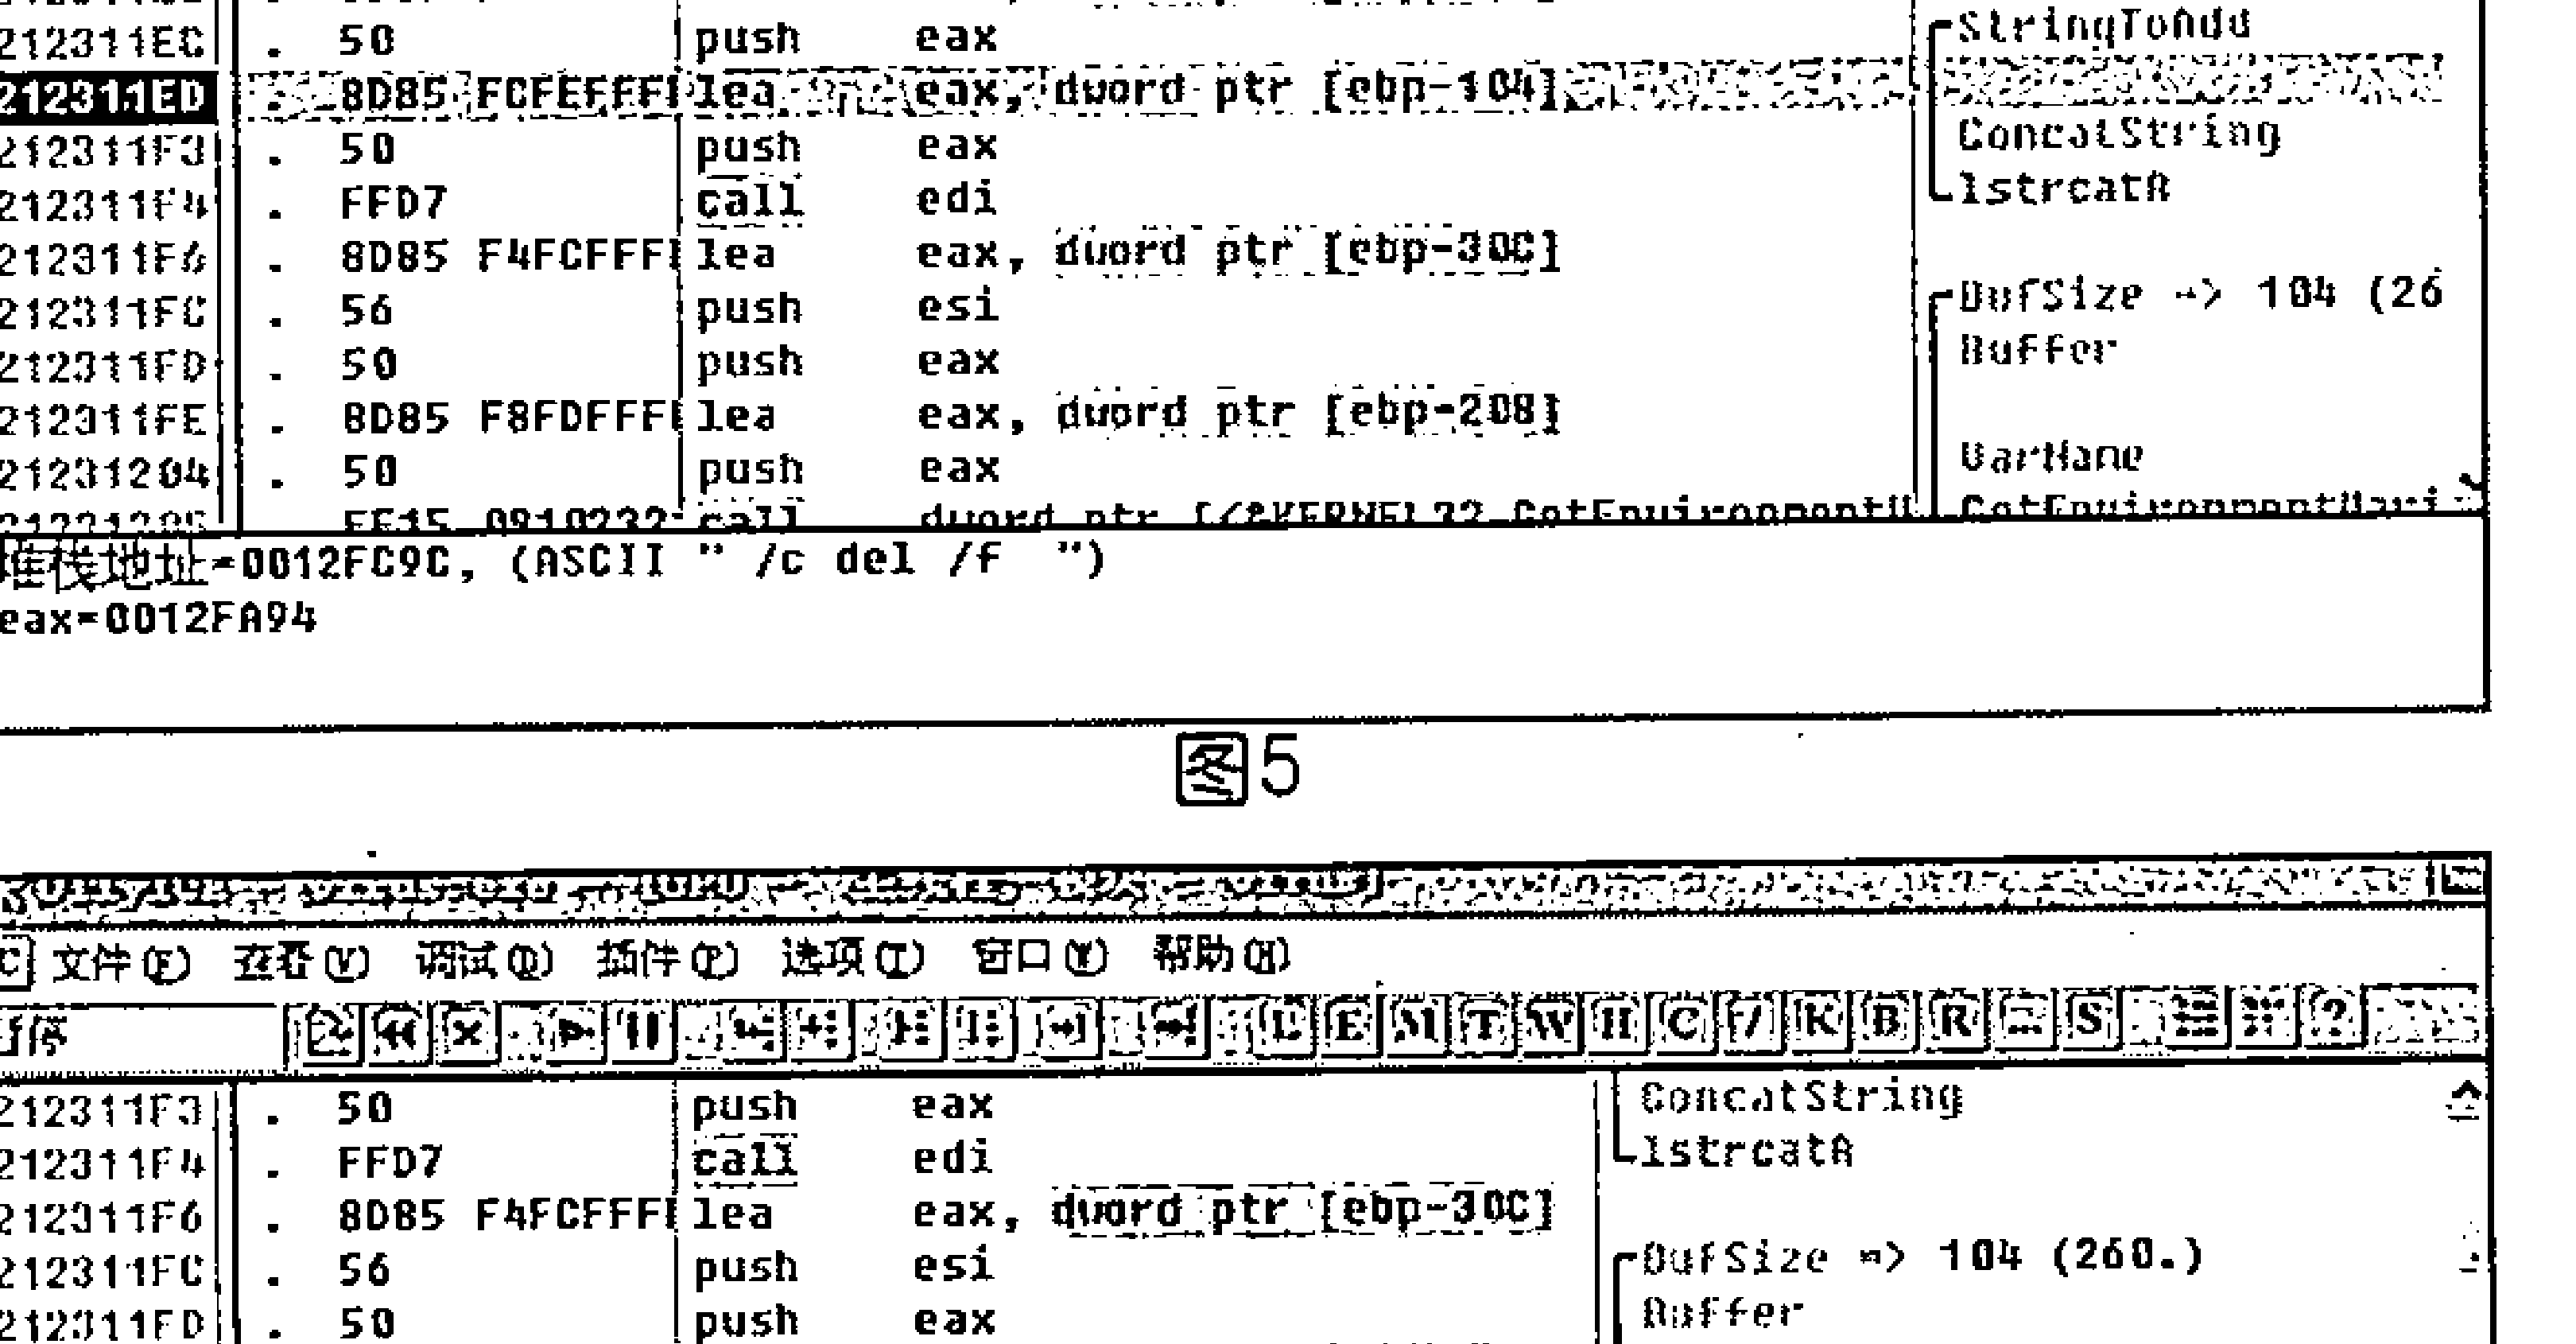 212311EC . 50 push eax StringToAdd
212311ED . 8D85 FCFEFFF lea eax, dword ptr [ebp-104]
212311F3 . 50 push eax ConcatString
212311F4 . FFD7 call edi lstrcatA
212311F6 . 8D85 F4FCFFF lea eax, dword ptr [ebp-30C]
212311FC . 56 push esi BufSize => 104 (26
212311FD . 50 push eax Buffer
212311FE . 8D85 F8FDFFF lea eax, dword ptr [ebp-208]
21231204 . 50 push eax VarName
call dword ptr [<&KERNEL32.GetEnvironmentV GetEnvironmentVari
堆栈地址=0012FC9C, (ASCII " /c del /f  ")
eax=0012FA94
图5
C 文件(F) 查看(V) 调试(D) 插件(P) 选项(T) 窗口(W) 帮助(H)
L E M T W H C / K B R ... S ?
212311F3 . 50 push eax ConcatString
212311F4 . FFD7 call edi lstrcatA
212311F6 . 8D85 F4FCFFF lea eax, dword ptr [ebp-30C]
212311FC . 56 push esi BufSize => 104 (260.)
212311FD . 50 push eax Buffer